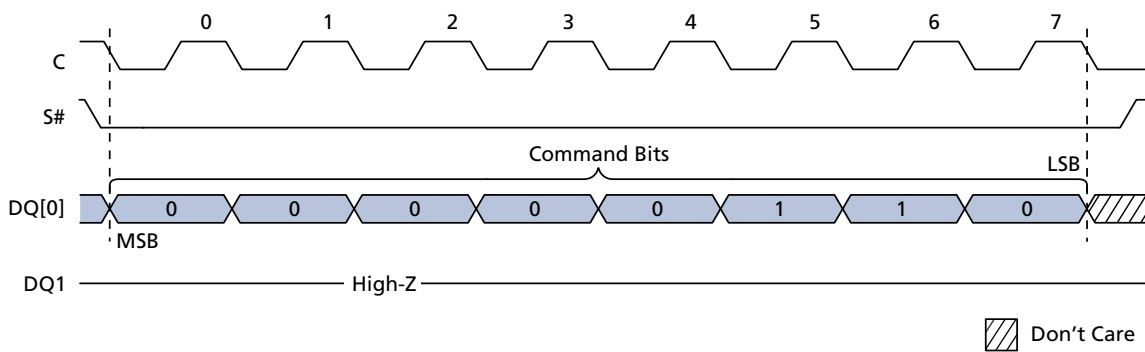 0 1 2 3 4 5 6 7
C
S#
Command Bits
LSB
DQ[0] 0 0 0 0 0 1 1 0
MSB
DQ1 High-Z
Don't Care